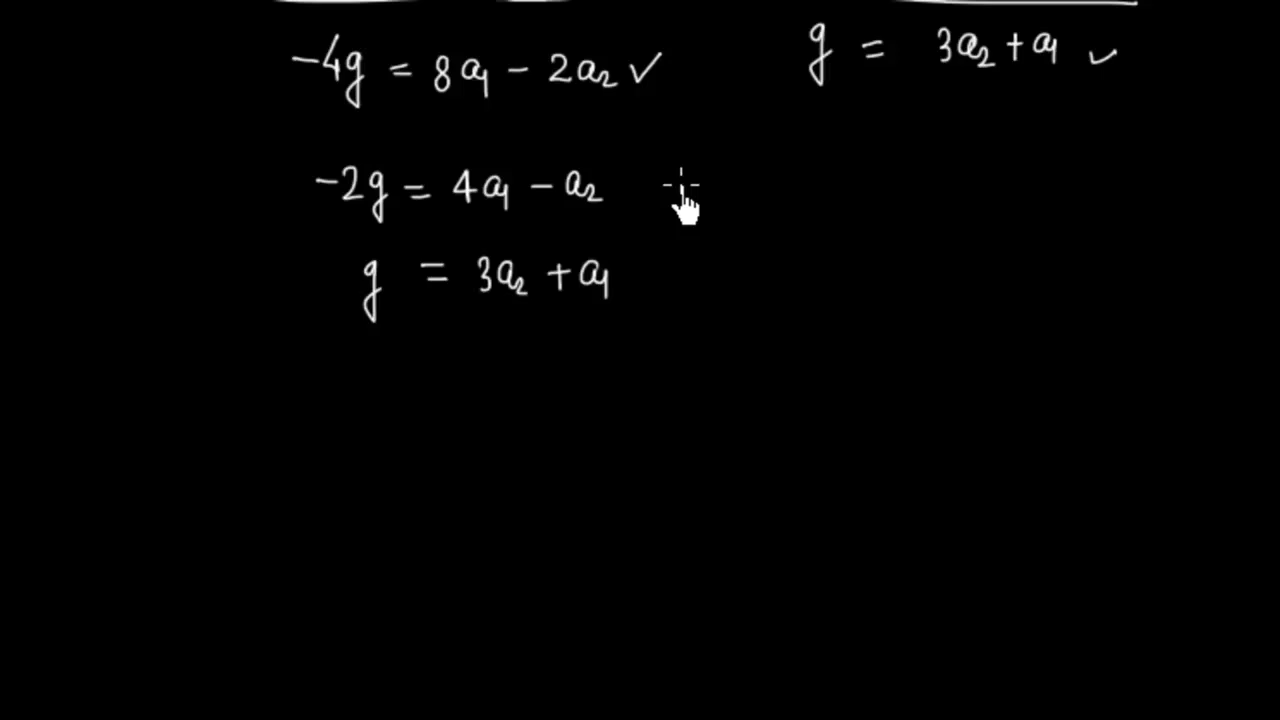 -4g = 8a₁ - 2a₂ ✓
g = 3a₂ + a₁ ✓
-2g = 4a₁ - a₂
g = 3a₂ + a₁